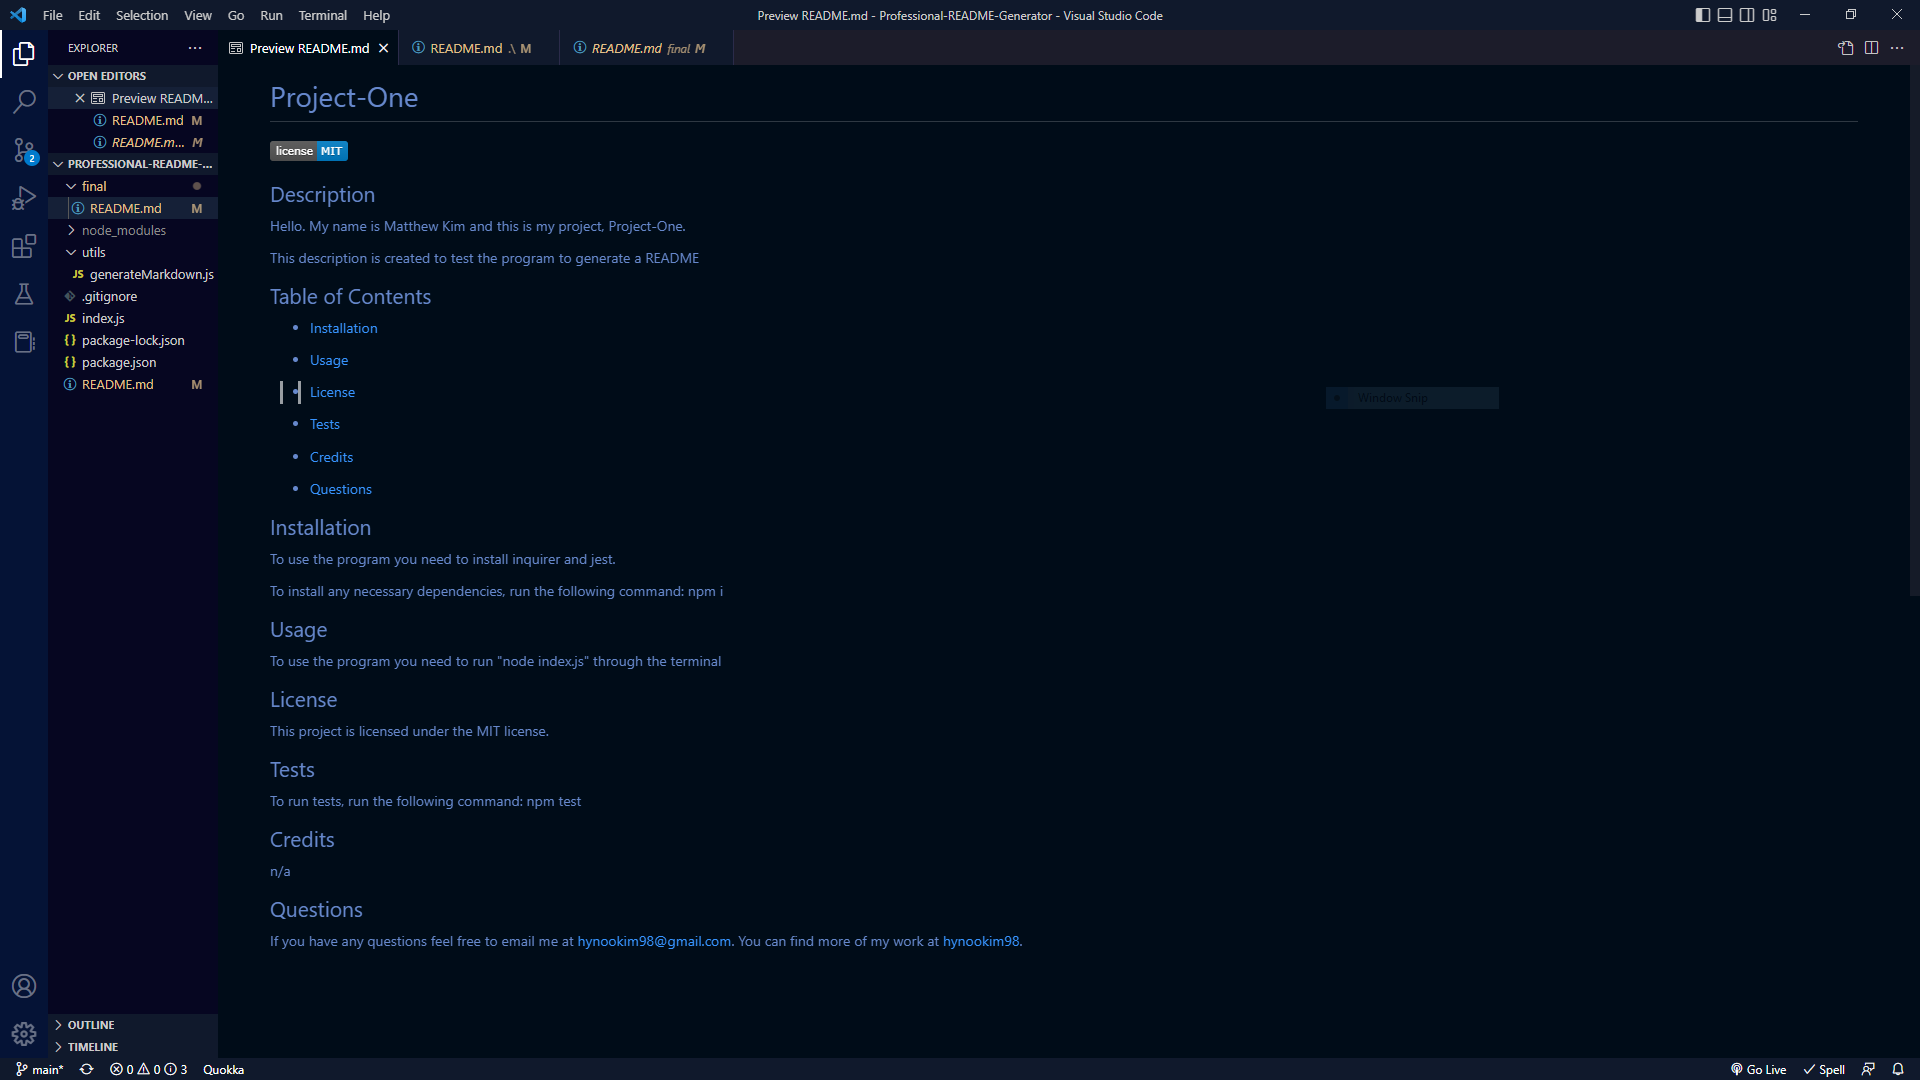 File Edit Selection View Go Run Terminal Help
Preview README.md - Professional-README-Generator - Visual Studio Code
EXPLORER
Preview README.md
README.md .\ M
README.md final M
OPEN EDITORS
Preview READM...
README.md M
README.m... M
PROFESSIONAL-README-...
final
README.md M
node_modules
utils
JS generateMarkdown.js
.gitignore
JS index.js
{} package-lock.json
{} package.json
README.md M
2
OUTLINE
TIMELINE
Project-One
license MIT
Description
Hello. My name is Matthew Kim and this is my project, Project-One.
This description is created to test the program to generate a README
Table of Contents
• Installation
• Usage
• License
• Tests
• Credits
• Questions
Window Snip
Installation
To use the program you need to install inquirer and jest.
To install any necessary dependencies, run the following command: npm i
Usage
To use the program you need to run "node index.js" through the terminal
License
This project is licensed under the MIT license.
Tests
To run tests, run the following command: npm test
Credits
n/a
Questions
If you have any questions feel free to email me at hynookim98@gmail.com. You can find more of my work at hynookim98.
main* 0 0 3 Quokka
Go Live Spell